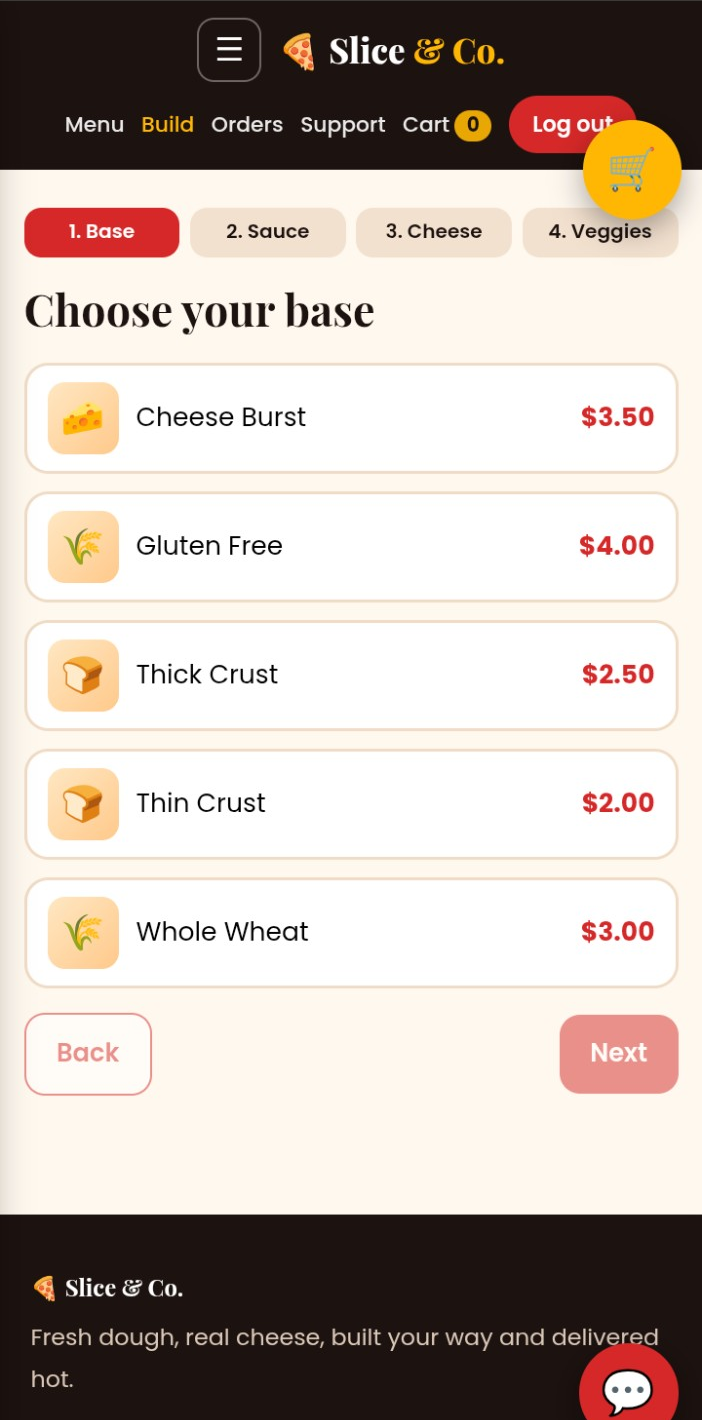 ☰ 🍕 Slice & Co.
Menu Build Orders Support Cart 0 Log out
1. Base 2. Sauce 3. Cheese 4. Veggies
Choose your base
Cheese Burst $3.50
Gluten Free $4.00
Thick Crust $2.50
Thin Crust $2.00
Whole Wheat $3.00
Back Next
🍕 Slice & Co.
Fresh dough, real cheese, built your way and delivered
hot.